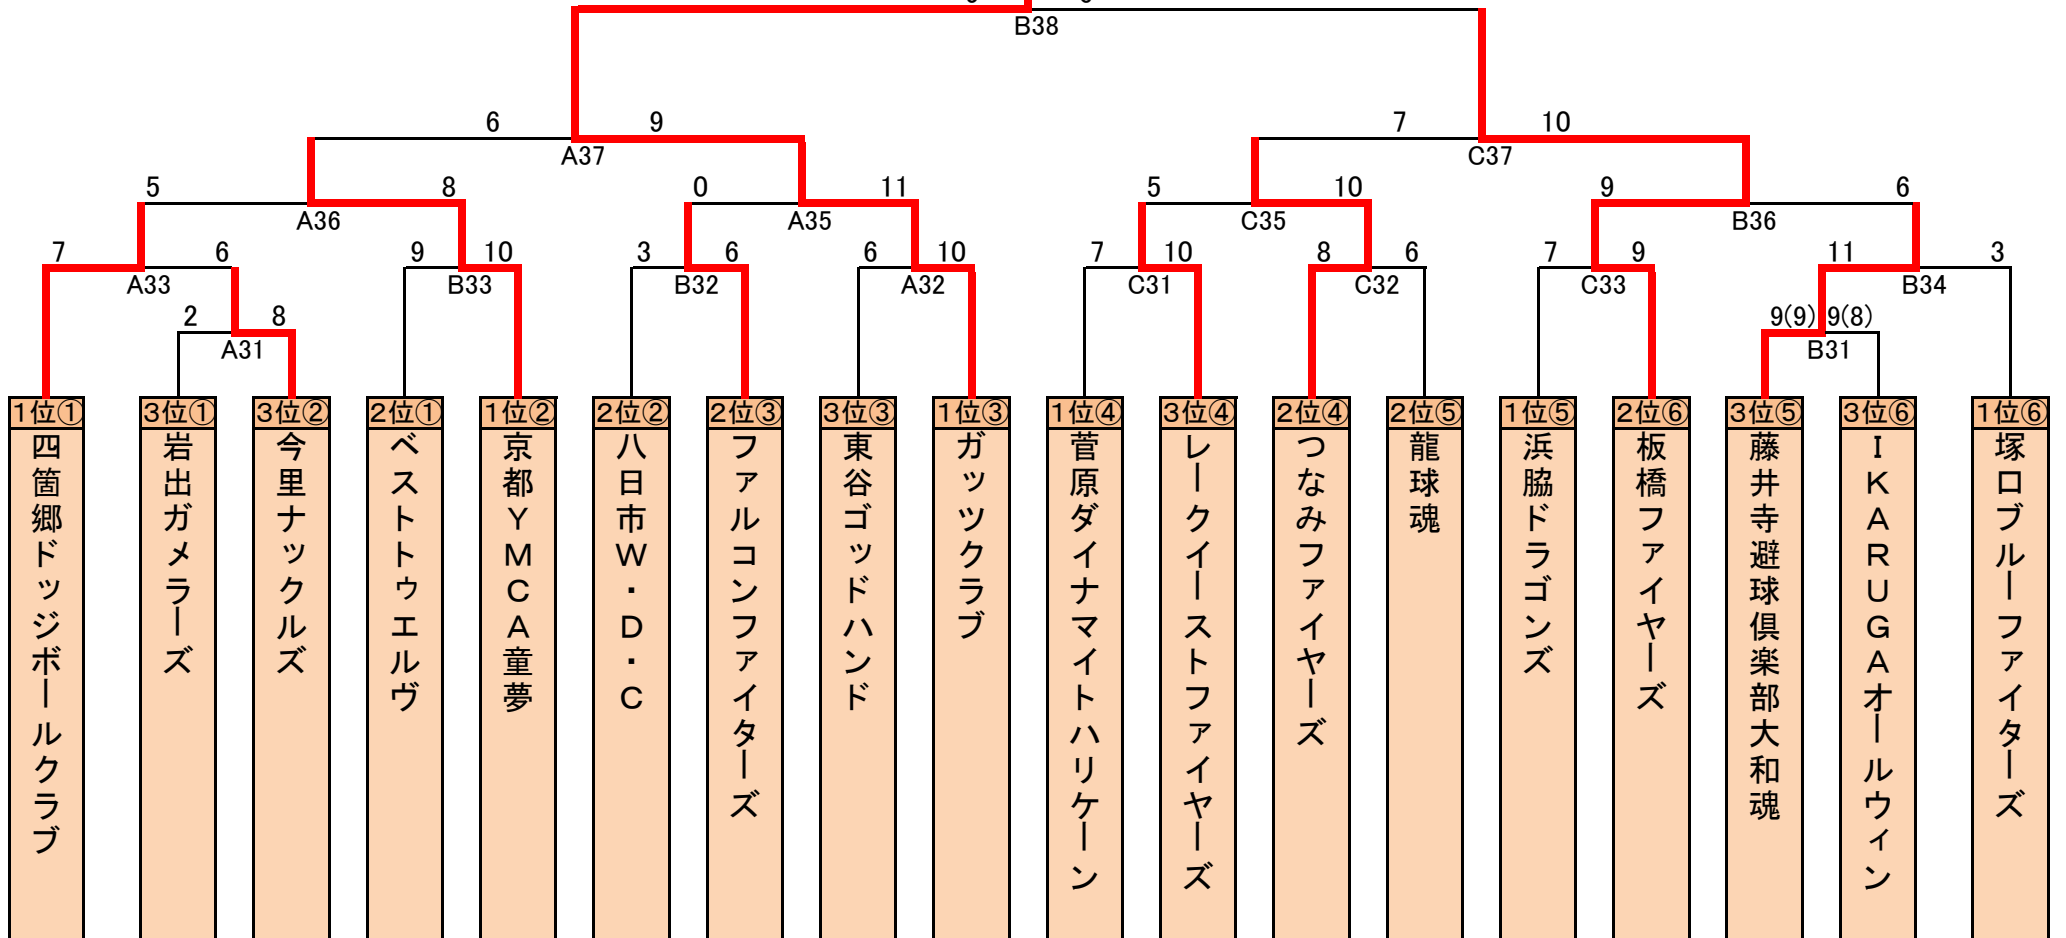 B38
6 9
A37
7 10
C37
5 8
A36
0 11
A35
5 10
C35
9 6
B36
7 6
A33
9 10
B33
3 6
B32
6 10
A32
7 10
C31
8 6
C32
7 9
C33
11 3
B34
2 8
A31
9(9) 9(8)
B31
1位①
四箇郷ドッジボールクラブ
3位①
岩出ガメラーズ
3位②
今里ナックルズ
2位①
ベストトゥエルヴ
1位②
京都YMCA童夢
2位②
八日市W・D・C
2位③
ファルコンファイターズ
3位③
東谷ゴッドハンド
1位③
ガッツクラブ
1位④
菅原ダイナマイトハリケーン
3位④
レークイーストファイヤーズ
2位④
つなみファイヤーズ
2位⑤
龍球魂
1位⑤
浜脇ドラゴンズ
2位⑥
板橋ファイヤーズ
3位⑤
藤井寺避球倶楽部大和魂
3位⑥
IKARUGAオールウィン
1位⑥
塚口ブルーファイターズ